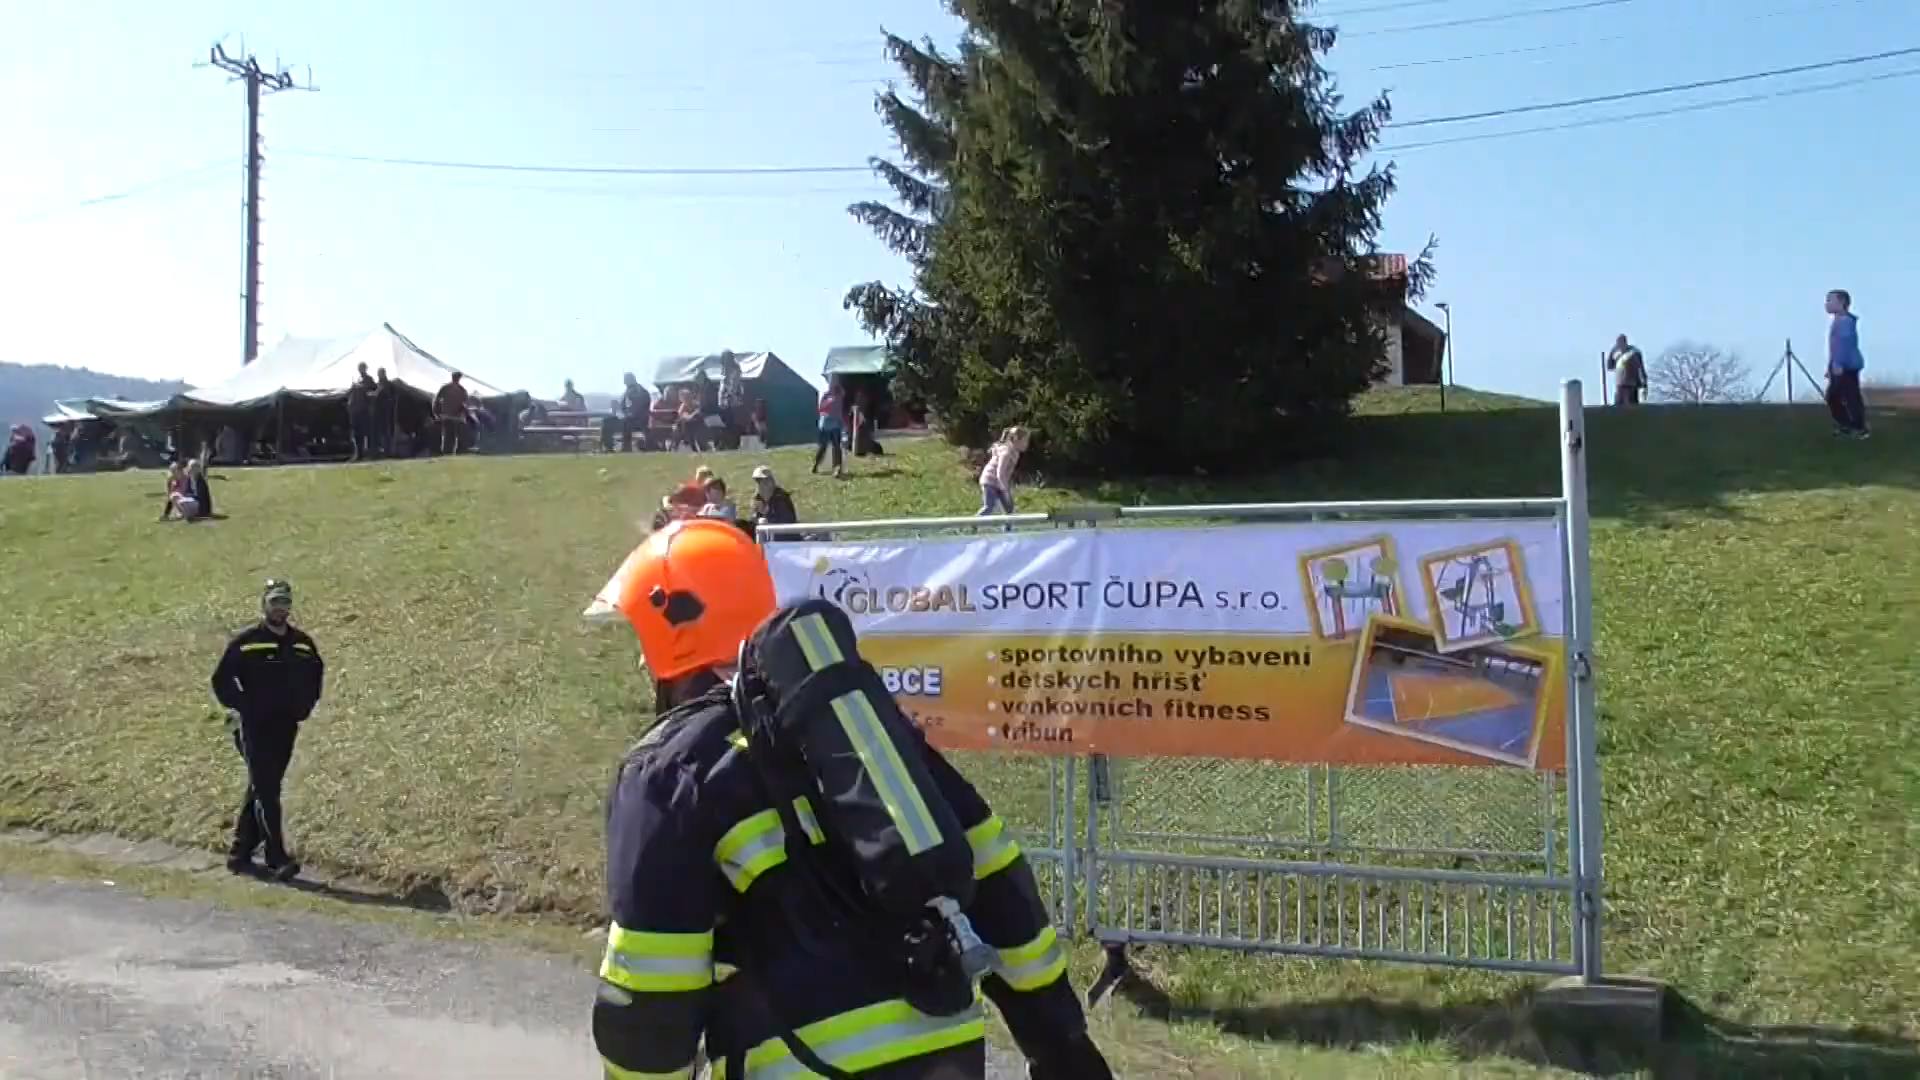 GLOBAL SPORT ČUPA s.r.o.
BCE
sportovního vybavení
dětských hřišť
venkovních fitness
tribun